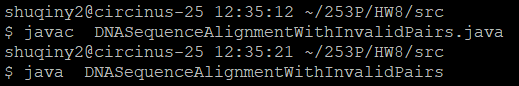 shuqiny2@circinus-25 12:35:12 ~/253P/HW8/src
$ javac  DNASequenceAlignmentWithInvalidPairs.java
shuqiny2@circinus-25 12:35:21 ~/253P/HW8/src
$ java  DNASequenceAlignmentWithInvalidPairs